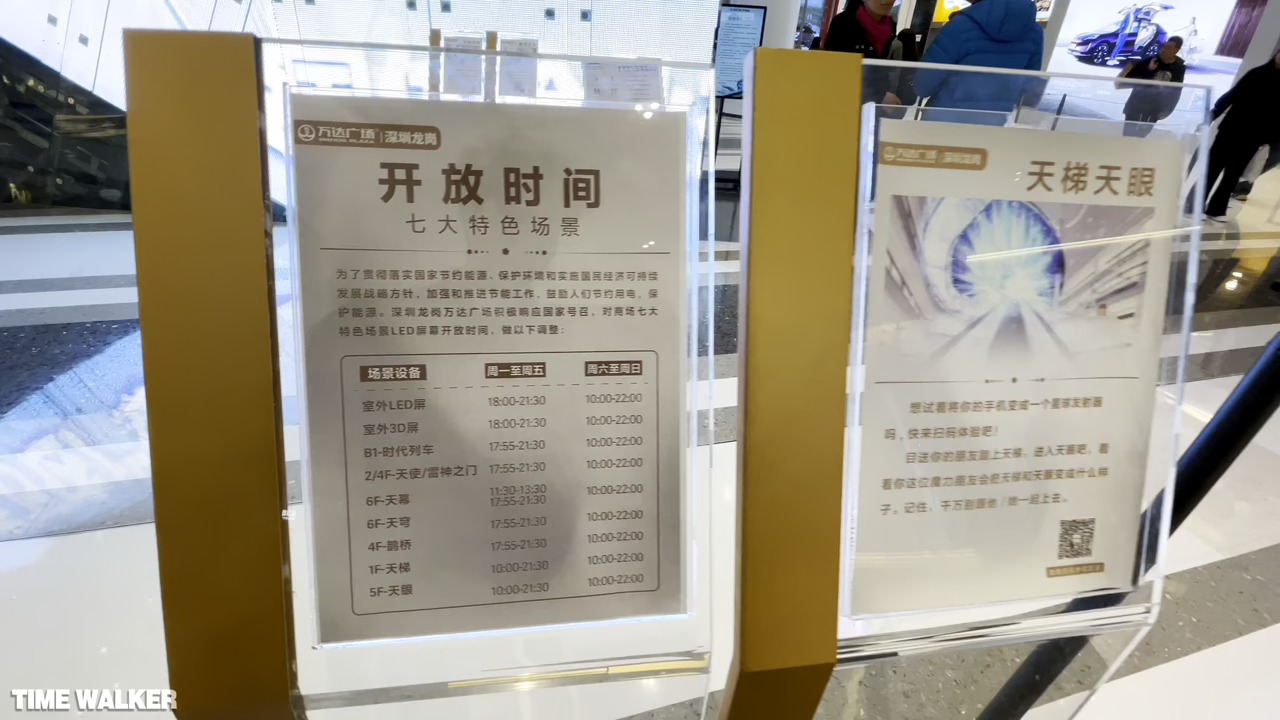 万达广场 深圳龙岗
WANDA PLAZA
开放时间
七大特色场景
为了贯彻落实国家节约能源、保护环境和实施国民经济可持续
发展战略方针，加强和推进节能工作，鼓励人们节约用电，保
护能源。深圳龙岗万达广场积极响应国家号召，对商场七大
特色场景LED屏幕开放时间，做以下调整：
场景设备 周一至周五 周六至周日
室外LED屏 18:00-21:30 10:00-22:00
室外3D屏 18:00-21:30 10:00-22:00
B1-时代列车 17:55-21:30 10:00-22:00
2/4F-天使/雷神之门 17:55-21:30 10:00-22:00
6F-天幕 11:30-13:30 17:55-21:30 10:00-22:00
6F-天穹 17:55-21:30 10:00-22:00
4F-鹊桥 17:55-21:30 10:00-22:00
1F-天梯 10:00-21:30 10:00-22:00
5F-天眼 10:00-21:30 10:00-22:00
万达广场 深圳龙岗
天梯天眼
想试着将你的手机变成一个星球发射器
吗，快来扫码体验吧！
目送你的朋友踏上天梯，进入天眼吧，看
看你这位魔力朋友会把天梯和天眼变成什么样
子。记住，千万别跟他/她一起上去。
TIME WALKER